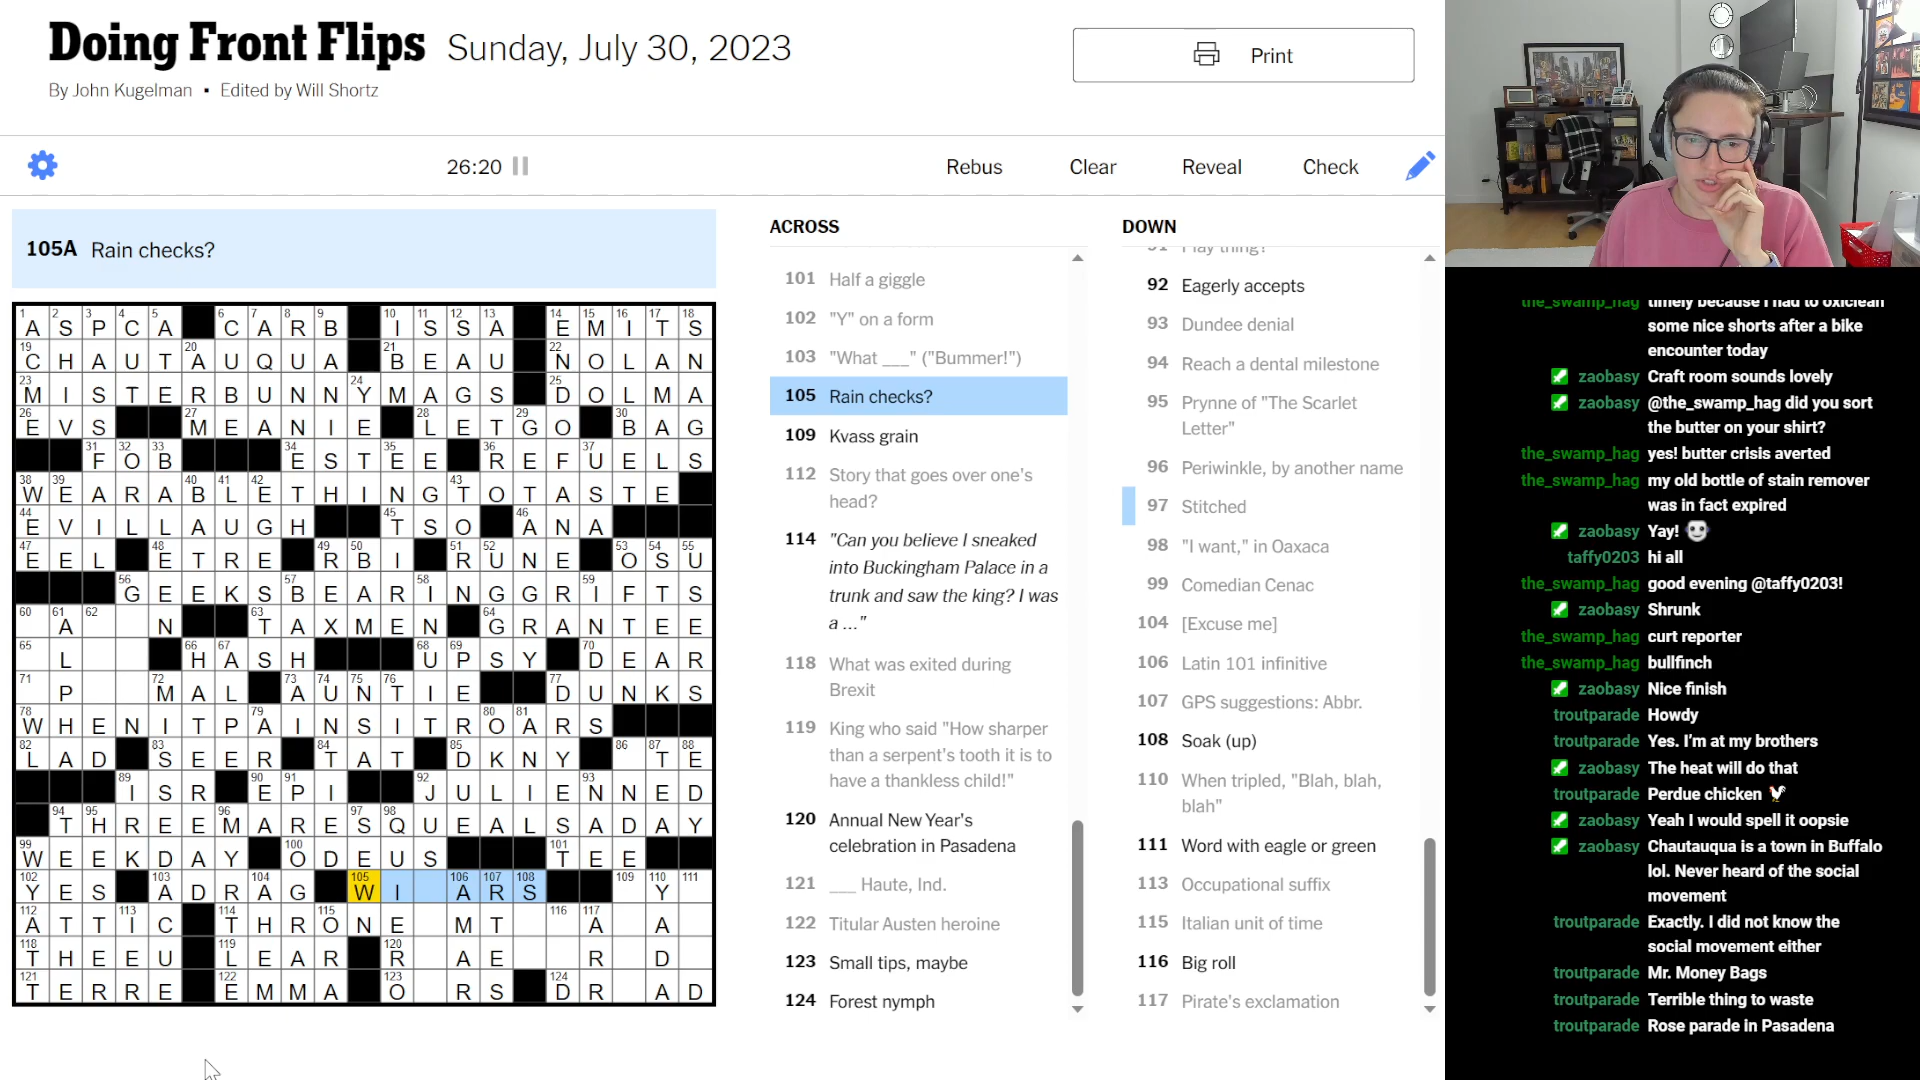 Doing Front Flips Sunday, July 30, 2023
Print
By John Kugelman • Edited by Will Shortz
26:20
Rebus Clear Reveal Check
105A Rain checks?
ACROSS
101 Half a giggle
102 "Y" on a form
103 "What ___" ("Bummer!")
105 Rain checks?
109 Kvass grain
112 Story that goes over one's
head?
114 "Can you believe I sneaked
into Buckingham Palace in a
trunk and saw the king? I was
a ..."
118 What was exited during
Brexit
119 King who said "How sharper
than a serpent's tooth it is to
have a thankless child!"
120 Annual New Year's
celebration in Pasadena
121 ___ Haute, Ind.
122 Titular Austen heroine
123 Small tips, maybe
124 Forest nymph
DOWN
91 Play thing?
92 Eagerly accepts
93 Dundee denial
94 Reach a dental milestone
95 Prynne of "The Scarlet
Letter"
96 Periwinkle, by another name
97 Stitched
98 "I want," in Oaxaca
99 Comedian Cenac
104 [Excuse me]
106 Latin 101 infinitive
107 GPS suggestions: Abbr.
108 Soak (up)
110 When tripled, "Blah, blah,
blah"
111 Word with eagle or green
113 Occupational suffix
115 Italian unit of time
116 Big roll
117 Pirate's exclamation
A S P C A C A R B I S S A E M I T S
C H A U T A U Q U A B E A U N O L A N
M I S T E R B U N N Y M A G S D O L M A
E V S M E A N I E L E T G O B A G
F O B E S T E E R E F U E L S
W E A R A B L E T H I N G T O T A S T E
E V I L L A U G H T S O A N A
E E L E T R E R B I R U N E O S U
G E E K S B E A R I N G G R I F T S
A N T A X M E N G R A N T E E
L H A S H U P S Y D E A R
P M A L A U N T I E D U N K S
W H E N I T P A I N S I T R O A R S
L A D S E E R T A T D K N Y T E
I S R E P I J U L I E N N E D
T H R E E M A R E S Q U E A L S A D A Y
W E E K D A Y O D E U S T E E
Y E S A D R A G W I A R S Y
A T T I C T H R O N E M T A A
T H E E U L E A R R A E R D
T E R R E E M M A O R S D R A D
the_swamp_hag timely because I had to oxiclean
some nice shorts after a bike
encounter today
zaobasy Craft room sounds lovely
zaobasy @the_swamp_hag did you sort
the butter on your shirt?
the_swamp_hag yes! butter crisis averted
the_swamp_hag my old bottle of stain remover
was in fact expired
zaobasy Yay!
taffy0203 hi all
the_swamp_hag good evening @taffy0203!
zaobasy Shrunk
the_swamp_hag curt reporter
the_swamp_hag bullfinch
zaobasy Nice finish
troutparade Howdy
troutparade Yes. I'm at my brothers
zaobasy The heat will do that
troutparade Perdue chicken 🐓
zaobasy Yeah I would spell it oopsie
zaobasy Chautauqua is a town in Buffalo
lol. Never heard of the social
movement
troutparade Exactly. I did not know the
social movement either
troutparade Mr. Money Bags
troutparade Terrible thing to waste
troutparade Rose parade in Pasadena